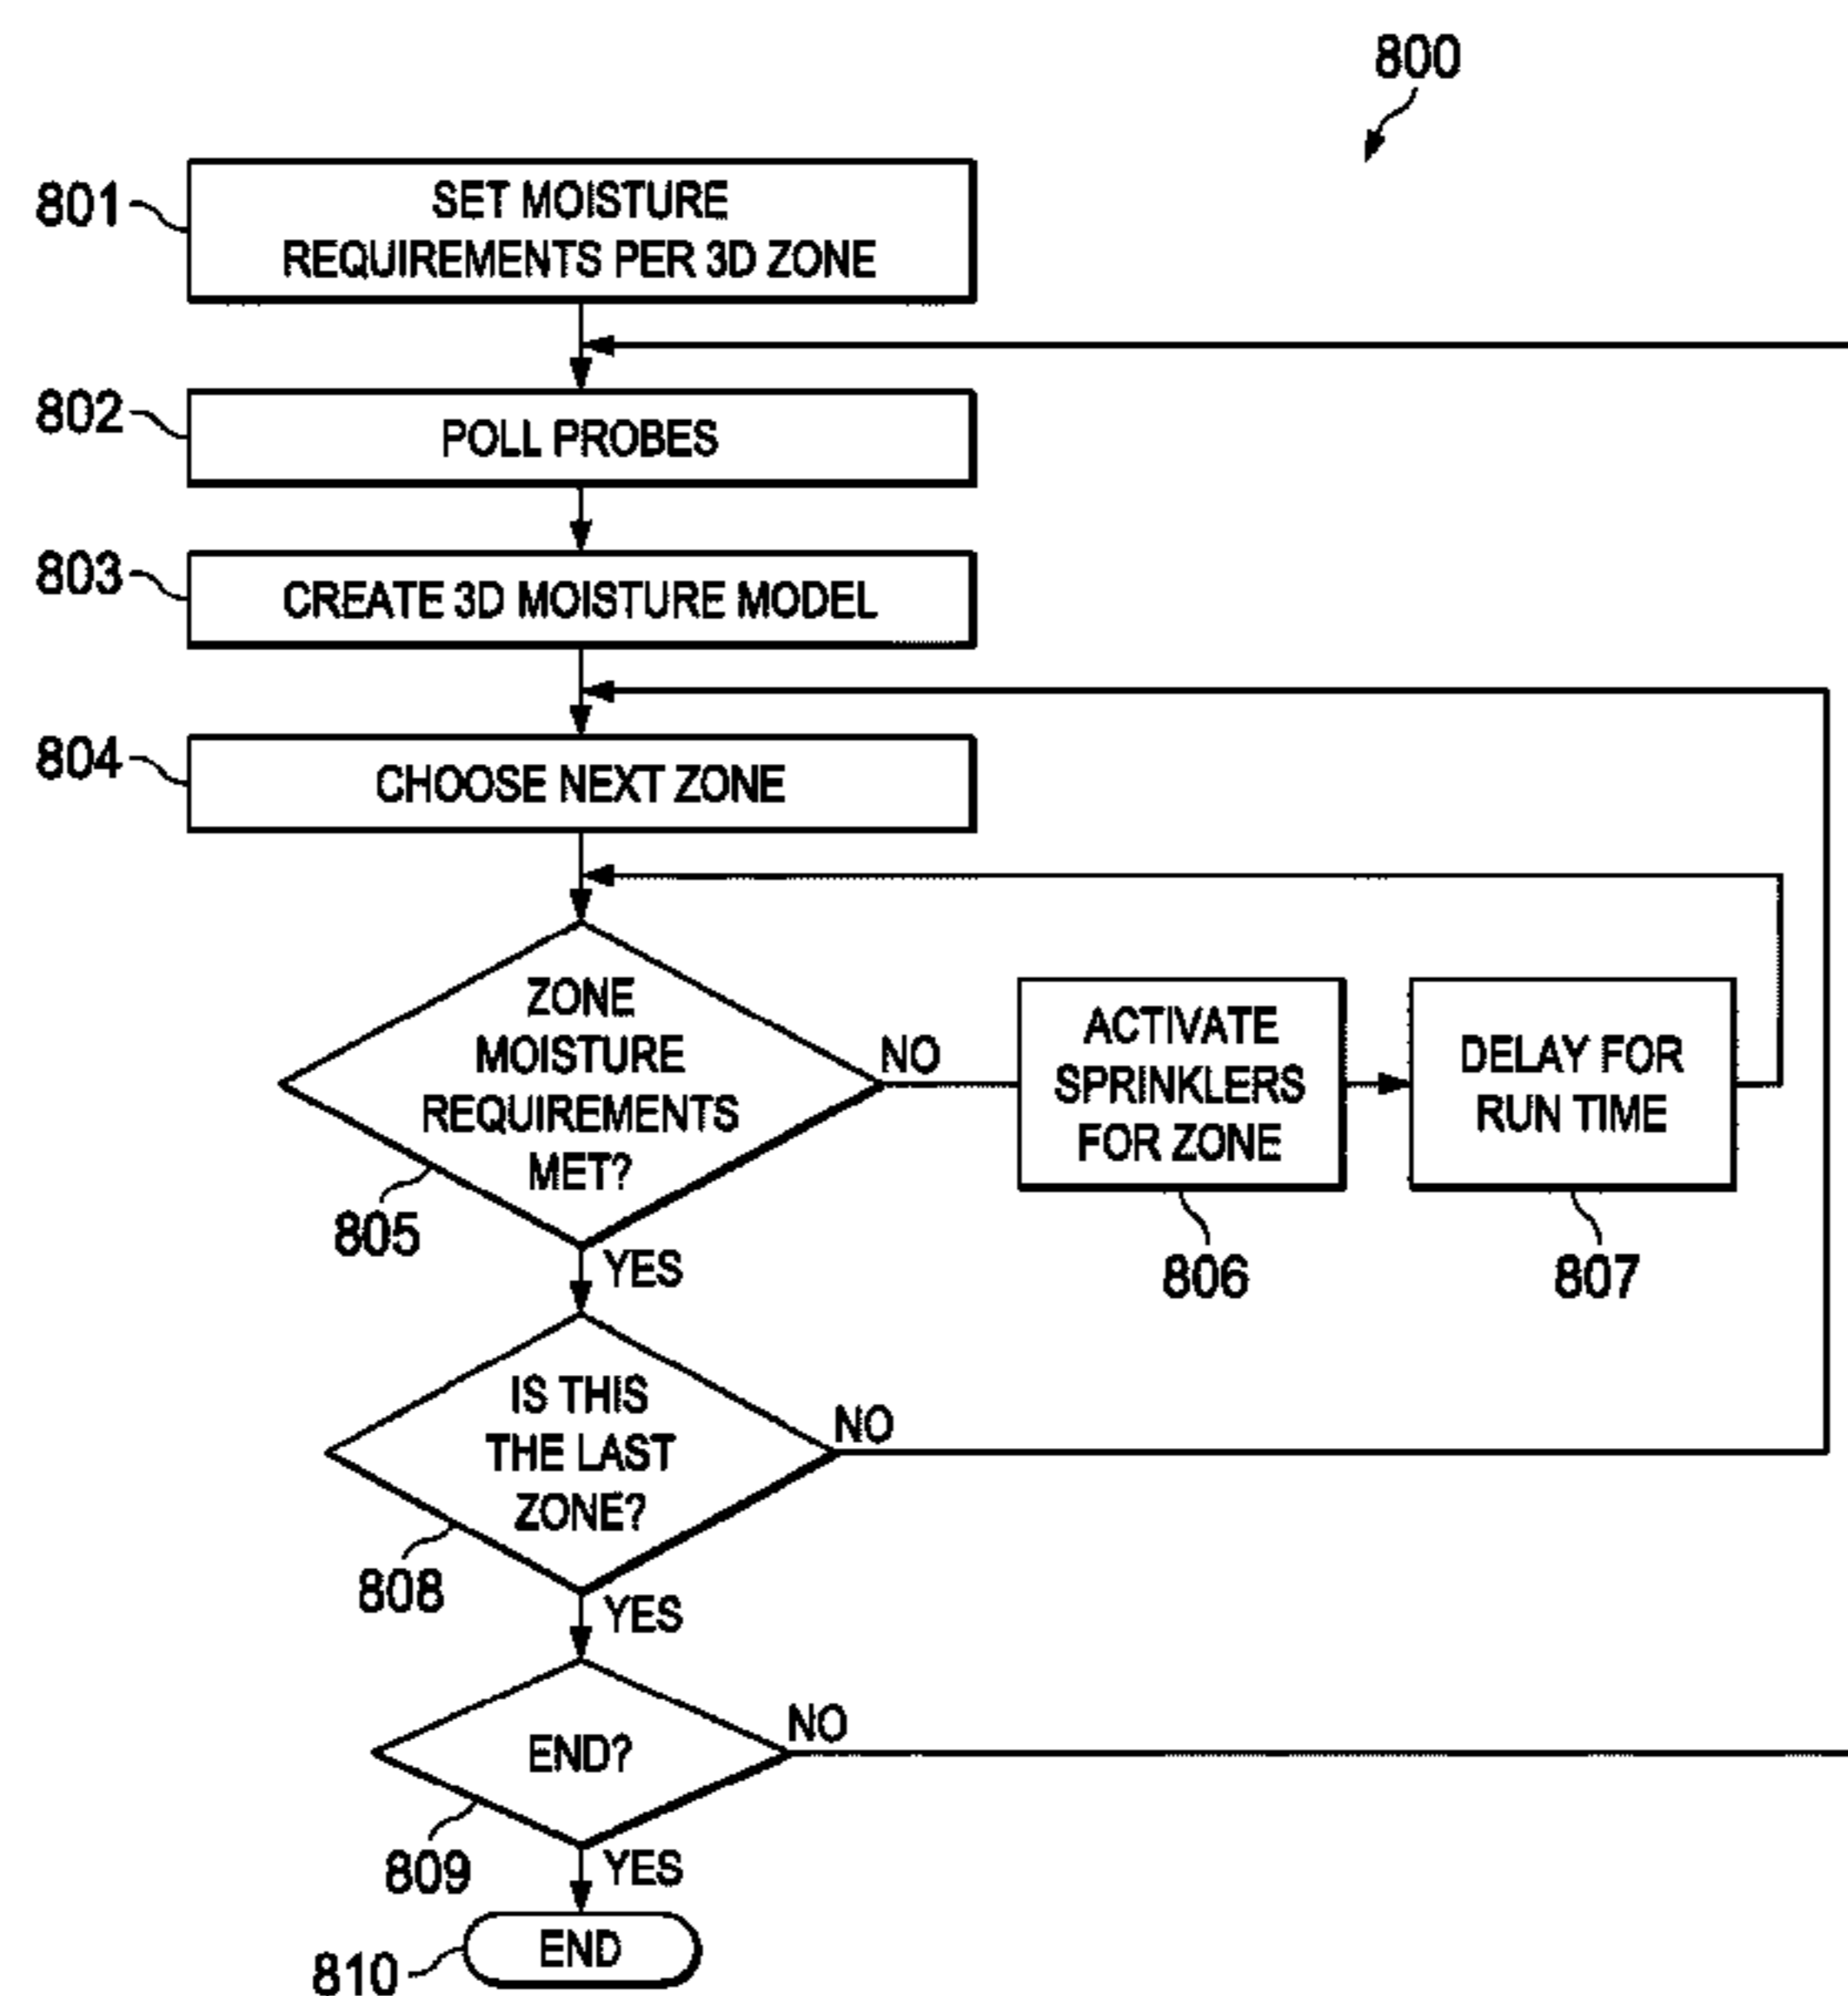 800
801
SET MOISTURE
REQUIREMENTS PER 3D ZONE
802
POLL PROBES
803
CREATE 3D MOISTURE MODEL
804
CHOOSE NEXT ZONE
ZONE
MOISTURE
REQUIREMENTS
MET?
805
NO
ACTIVATE
SPRINKLERS
FOR ZONE
806
DELAY FOR
RUN TIME
807
YES
IS THIS
THE LAST
ZONE?
808
NO
YES
END?
809
NO
YES
END
810